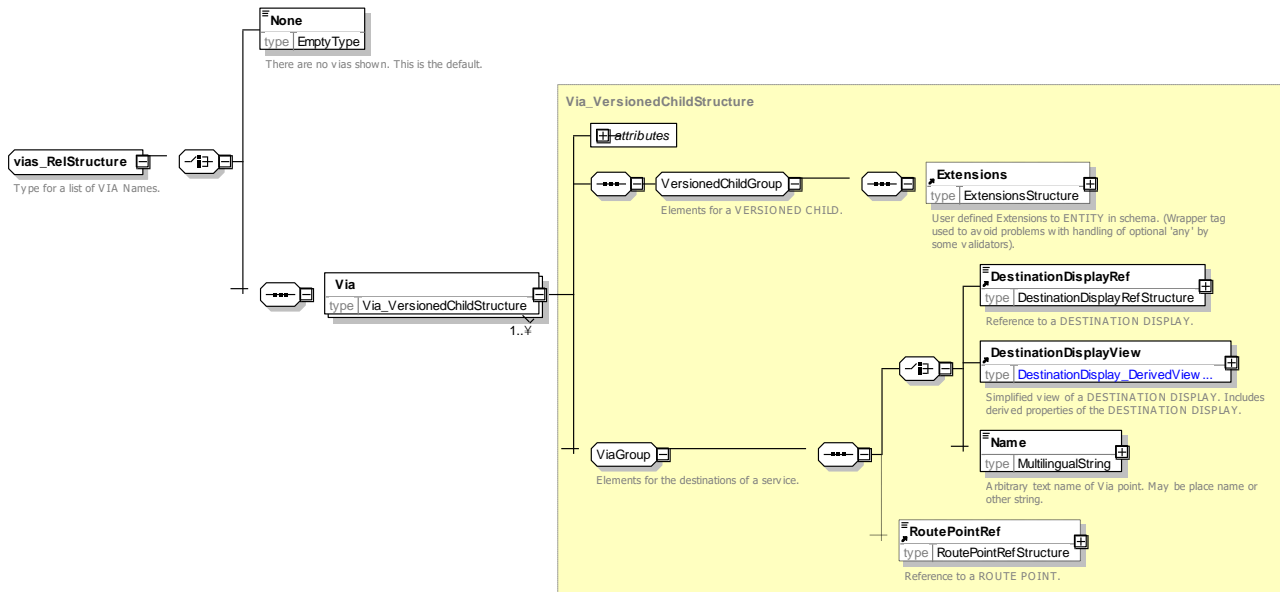 None
type EmptyType
There are no vias shown. This is the default.
Via_VersionedChildStructure
attributes
vias_RelStructure
Type for a list of VIA Names.
VersionedChildGroup
Elements for a VERSIONED CHILD.
Extensions
type ExtensionsStructure
User defined Extensions to ENTITY in schema. (Wrapper tag
used to avoid problems with handling of optional 'any' by
some validators).
Via
type Via_VersionedChildStructure
1..¥
DestinationDisplayRef
type DestinationDisplayRefStructure
Reference to a DESTINATION DISPLAY.
DestinationDisplayView
type DestinationDisplay_DerivedView...
Simplified view of a DESTINATION DISPLAY. Includes
derived properties of the DESTINATION DISPLAY.
Name
type MultilingualString
Arbitrary text name of Via point. May be place name or
other string.
ViaGroup
Elements for the destinations of a service.
RoutePointRef
type RoutePointRefStructure
Reference to a ROUTE POINT.